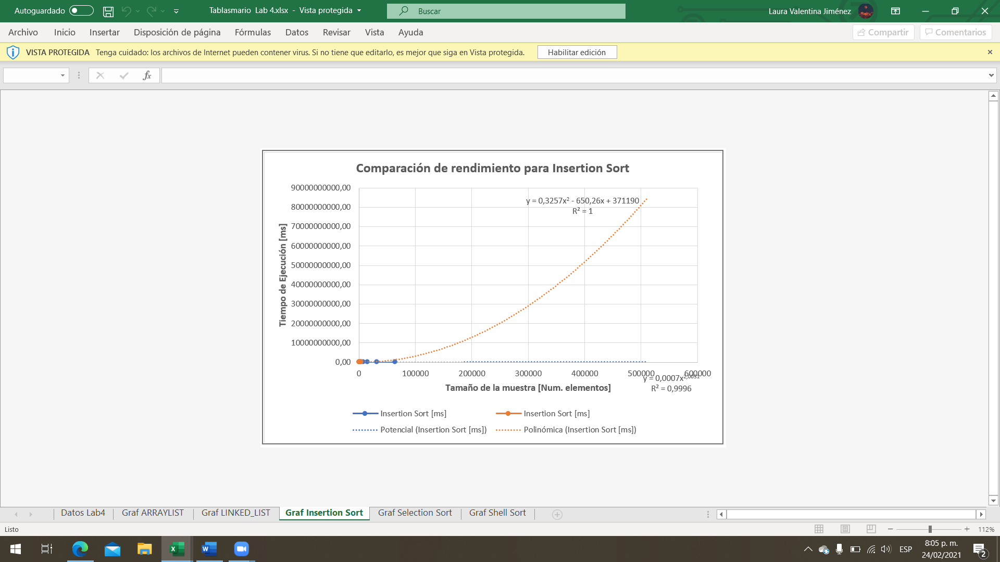 Autoguardado
Tablasmario Lab 4.xlsx - Vista protegida
Buscar
Laura Valentina Jiménez
Archivo Inicio Insertar Disposición de página Fórmulas Datos Revisar Vista Ayuda
Compartir Comentarios
VISTA PROTEGIDA Tenga cuidado: los archivos de Internet pueden contener virus. Si no tiene que editarlo, es mejor que siga en Vista protegida. Habilitar edición
fx
Comparación de rendimiento para Insertion Sort
Tiempo de Ejecución [ms]
90000000000,00
80000000000,00
70000000000,00
60000000000,00
50000000000,00
40000000000,00
30000000000,00
20000000000,00
10000000000,00
0,00
y = 0,3257x² - 650,26x + 371190
R² = 1
0 100000 200000 300000 400000 500000 600000
y = 0,0007x^2,0031
R² = 0,9996
Tamaño de la muestra [Num. elementos]
Insertion Sort [ms] Insertion Sort [ms]
Potencial (Insertion Sort [ms]) Polinómica (Insertion Sort [ms])
Datos Lab4 Graf ARRAYLIST Graf LINKED_LIST Graf Insertion Sort Graf Selection Sort Graf Shell Sort
Listo
112%
ESP
8:05 p. m.
24/02/2021
2